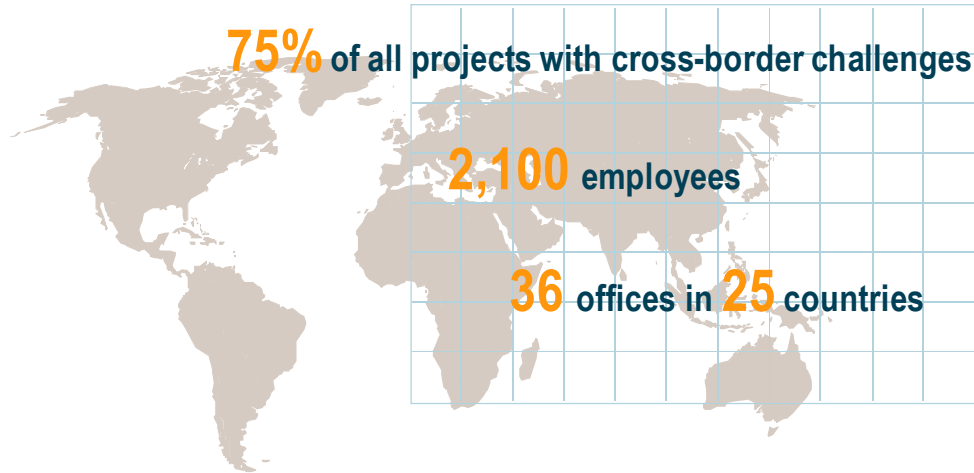 75% of all projects with cross-border challenges
2,100 employees
36 offices in 25 countries